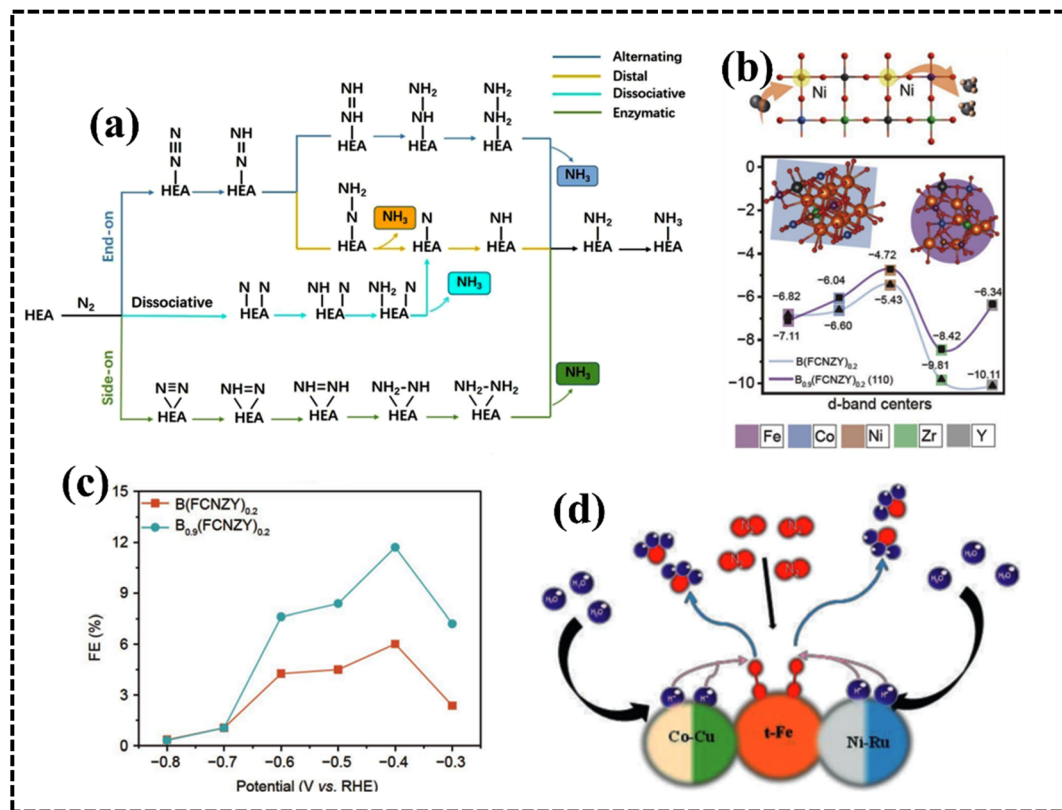 (a)
Alternating
Distal
Dissociative
Enzymatic
N
N
HEA
NH
N
HEA
NH
NH
HEA
NH2
NH
HEA
NH2
NH2
HEA
NH3
End-on
NH2
N
HEA
NH3
N
HEA
NH
HEA
NH2
HEA
NH3
HEA
HEA
N2
Dissociative
N N
HEA
NH N
HEA
NH2 N
HEA
NH3
Side-on
N≡N
HEA
NH=N
HEA
NH=NH
HEA
NH2-NH
HEA
NH2-NH2
HEA
NH3
(b)
Ni
Ni
0
−2
−4
−6
−8
−10
−6.82
−7.11
−6.04
−6.60
−4.72
−5.43
−8.42
−9.81
−6.34
−10.11
B(FCNZY)0.2
B0.9(FCNZY)0.2 (110)
d-band centers
Fe Co Ni Zr Y
(c)
B(FCNZY)0.2
B0.9(FCNZY)0.2
FE (%)
15
12
9
6
3
0
−0.8 −0.7 −0.6 −0.5 −0.4 −0.3
Potential (V vs. RHE)
(d)
H2O
H2O
H+
H+
H+
H+
Co-Cu
t-Fe
Ni-Ru